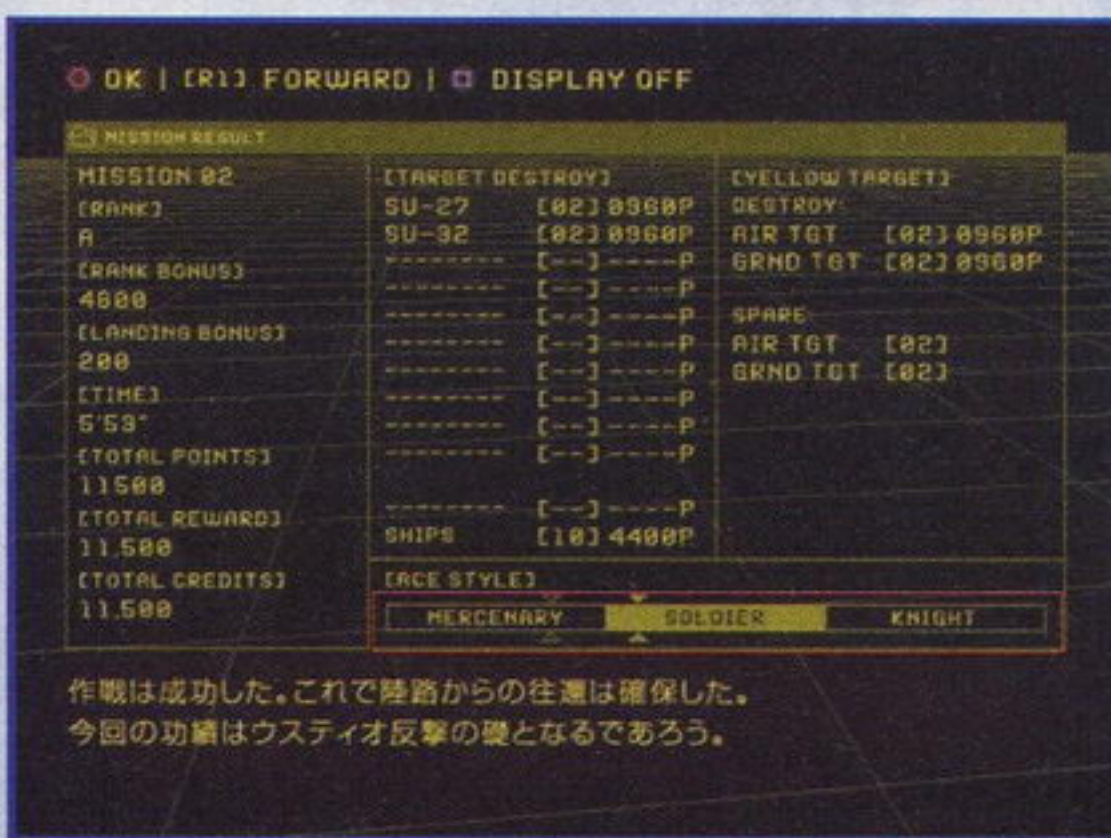 OK | [R1] FORWARD | DISPLAY OFF
MISSION RESULT
MISSION 02
[RANK]
A
[RANK BONUS]
4600
[LANDING BONUS]
200
[TIME]
5'53"
[TOTAL POINTS]
11500
[TOTAL REWARD]
11,500
[TOTAL CREDITS]
11,500
[TARGET DESTROY]
SU-27 [02] 0960P
SU-32 [02] 0960P
-------- [--] ----P
-------- [--] ----P
-------- [--] ----P
-------- [--] ----P
-------- [--] ----P
-------- [--] ----P
-------- [--] ----P
-------- [--] ----P
-------- [--] ----P
SHIPS [10] 4400P
[YELLOW TARGET]
DESTROY
AIR TGT [02] 0960P
GRND TGT [02] 0960P
SPARE
AIR TGT [02]
GRND TGT [02]
[ACE STYLE]
MERCENARY SOLDIER KNIGHT
作戦は成功した。これで陸路からの往還は確保した。
今回の功績はウスティオ反撃の礎となるであろう。